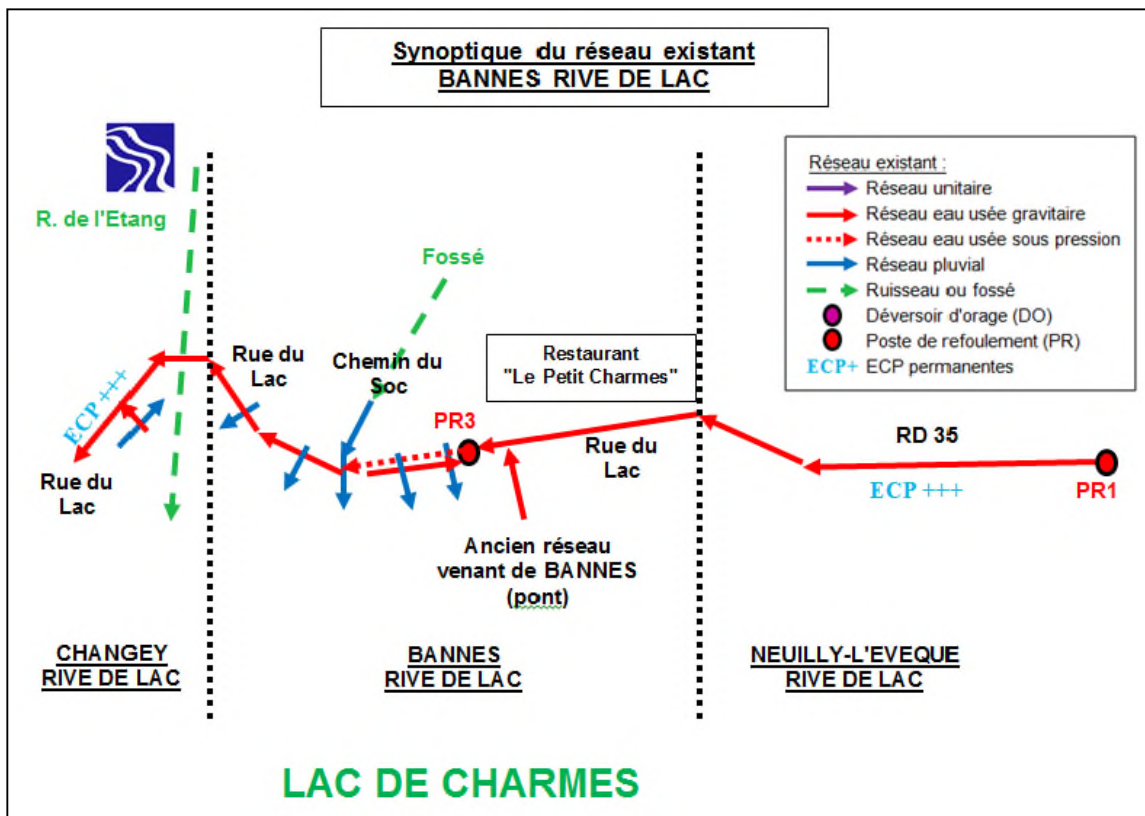 Synoptique du réseau existant
BANNES RIVE DE LAC
Réseau existant :
Réseau unitaire
Réseau eau usée gravitaire
Réseau eau usée sous pression
Réseau pluvial
Ruisseau ou fossé
Déversoir d'orage (DO)
Poste de refoulement (PR)
ECP+ ECP permanentes
R. de l'Etang
Fossé
Rue du
Lac
Chemin du
Soc
Restaurant
"Le Petit Charmes"
ECP +++
Rue du
Lac
PR3
Rue du
Lac
RD 35
ECP +++
PR1
Ancien réseau
venant de BANNES
(pont)
CHANGEY
RIVE DE LAC
BANNES
RIVE DE LAC
NEUILLY-L'EVEQUE
RIVE DE LAC
LAC DE CHARMES